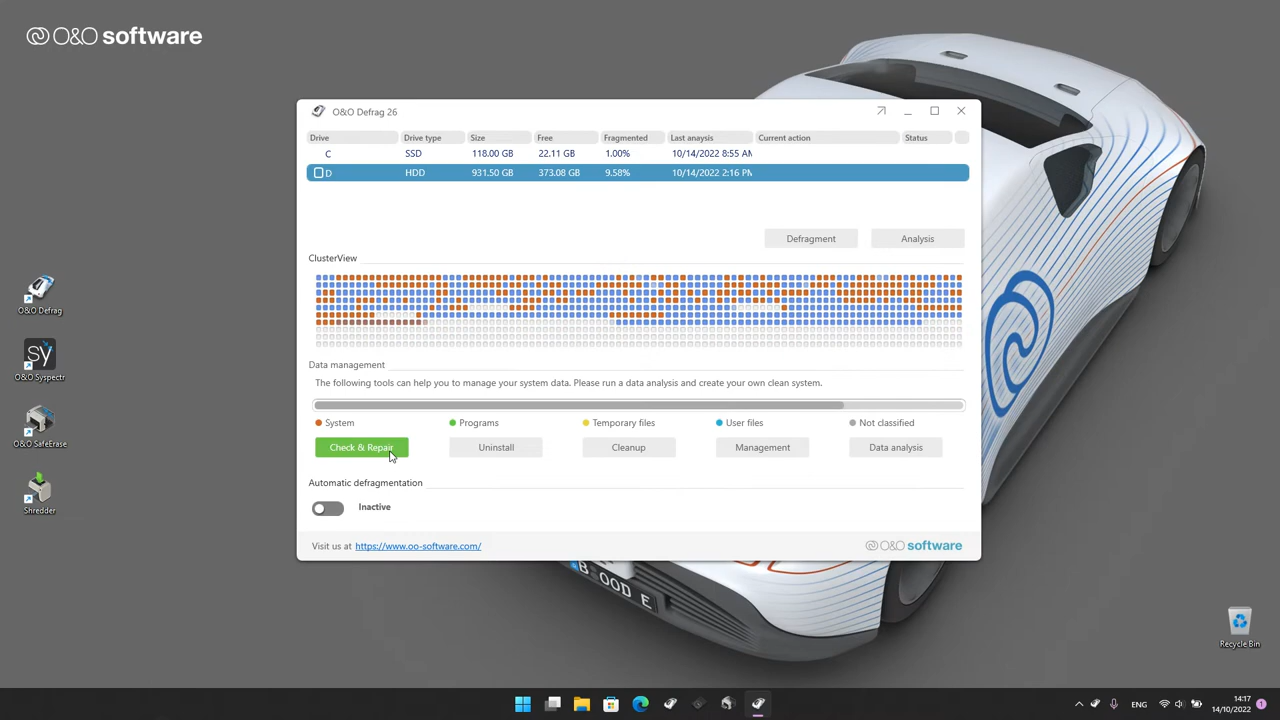 O&O software
O&O Defrag 26
Drive Drive type Size Free Fragmented Last anaysis Current action Status
C SSD 118.00 GB 22.11 GB 1.00% 10/14/2022 8:55 AM
D HDD 931.50 GB 373.08 GB 9.58% 10/14/2022 2:16 PM
Defragment Analysis
ClusterView
Data management
The following tools can help you to manage your system data. Please run a data analysis and create your own clean system.
System Programs Temporary files User files Not classified
Check & Repair Uninstall Cleanup Management Data analysis
Automatic defragmentation
Inactive
Visit us at https://www.oo-software.com/ O&O software
O&O Defrag
sy
O&O Syspectr
O&O SafeErase
Shredder
B OOD E
Recycle Bin
ENG 14:17
14/10/2022 1